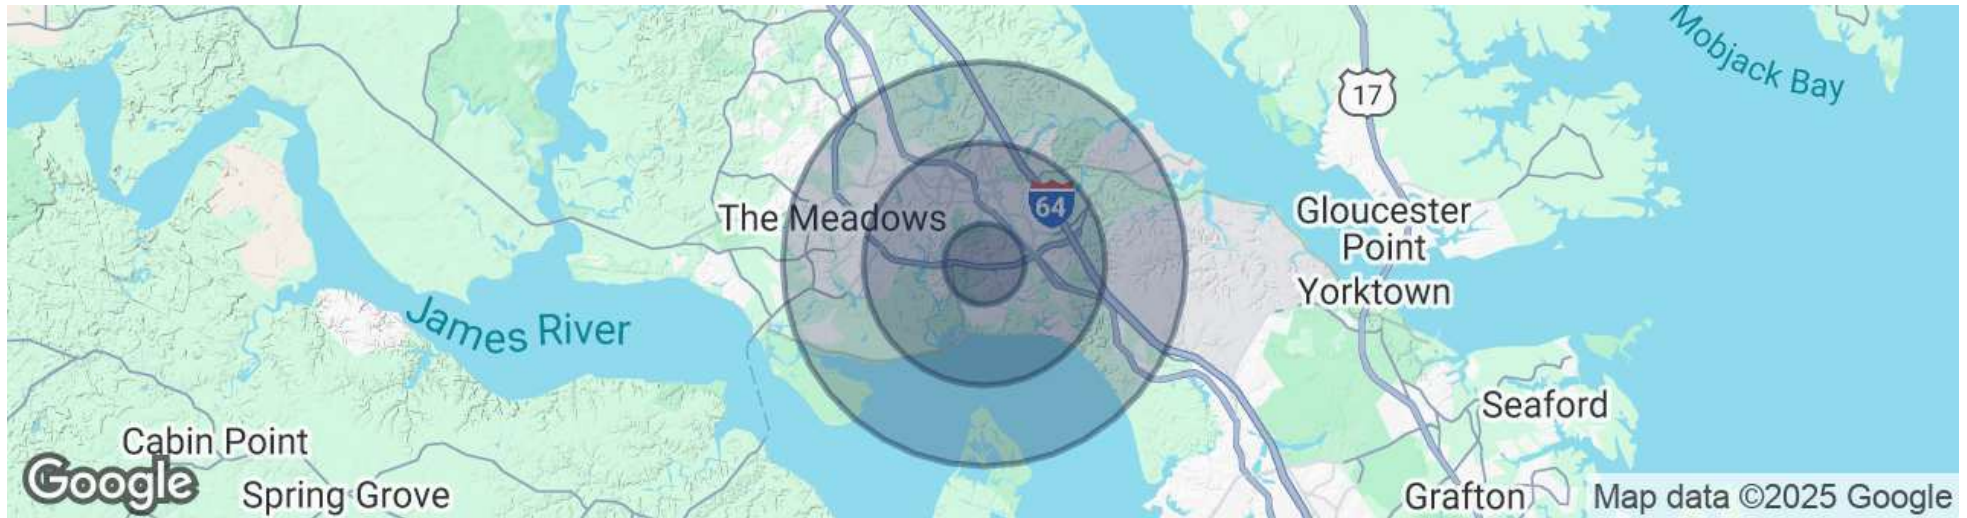 Mobjack Bay
17
64
The Meadows
Gloucester
Point
Yorktown
James River
Seaford
Cabin Point
Google
Spring Grove
Grafton
Map data ©2025 Google